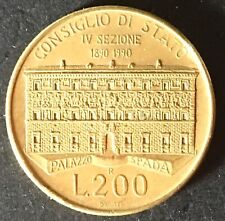 CONSIGLIO DI STATO
IV SEZIONE
1890 1990
PALAZZO SPADA
R
L.200